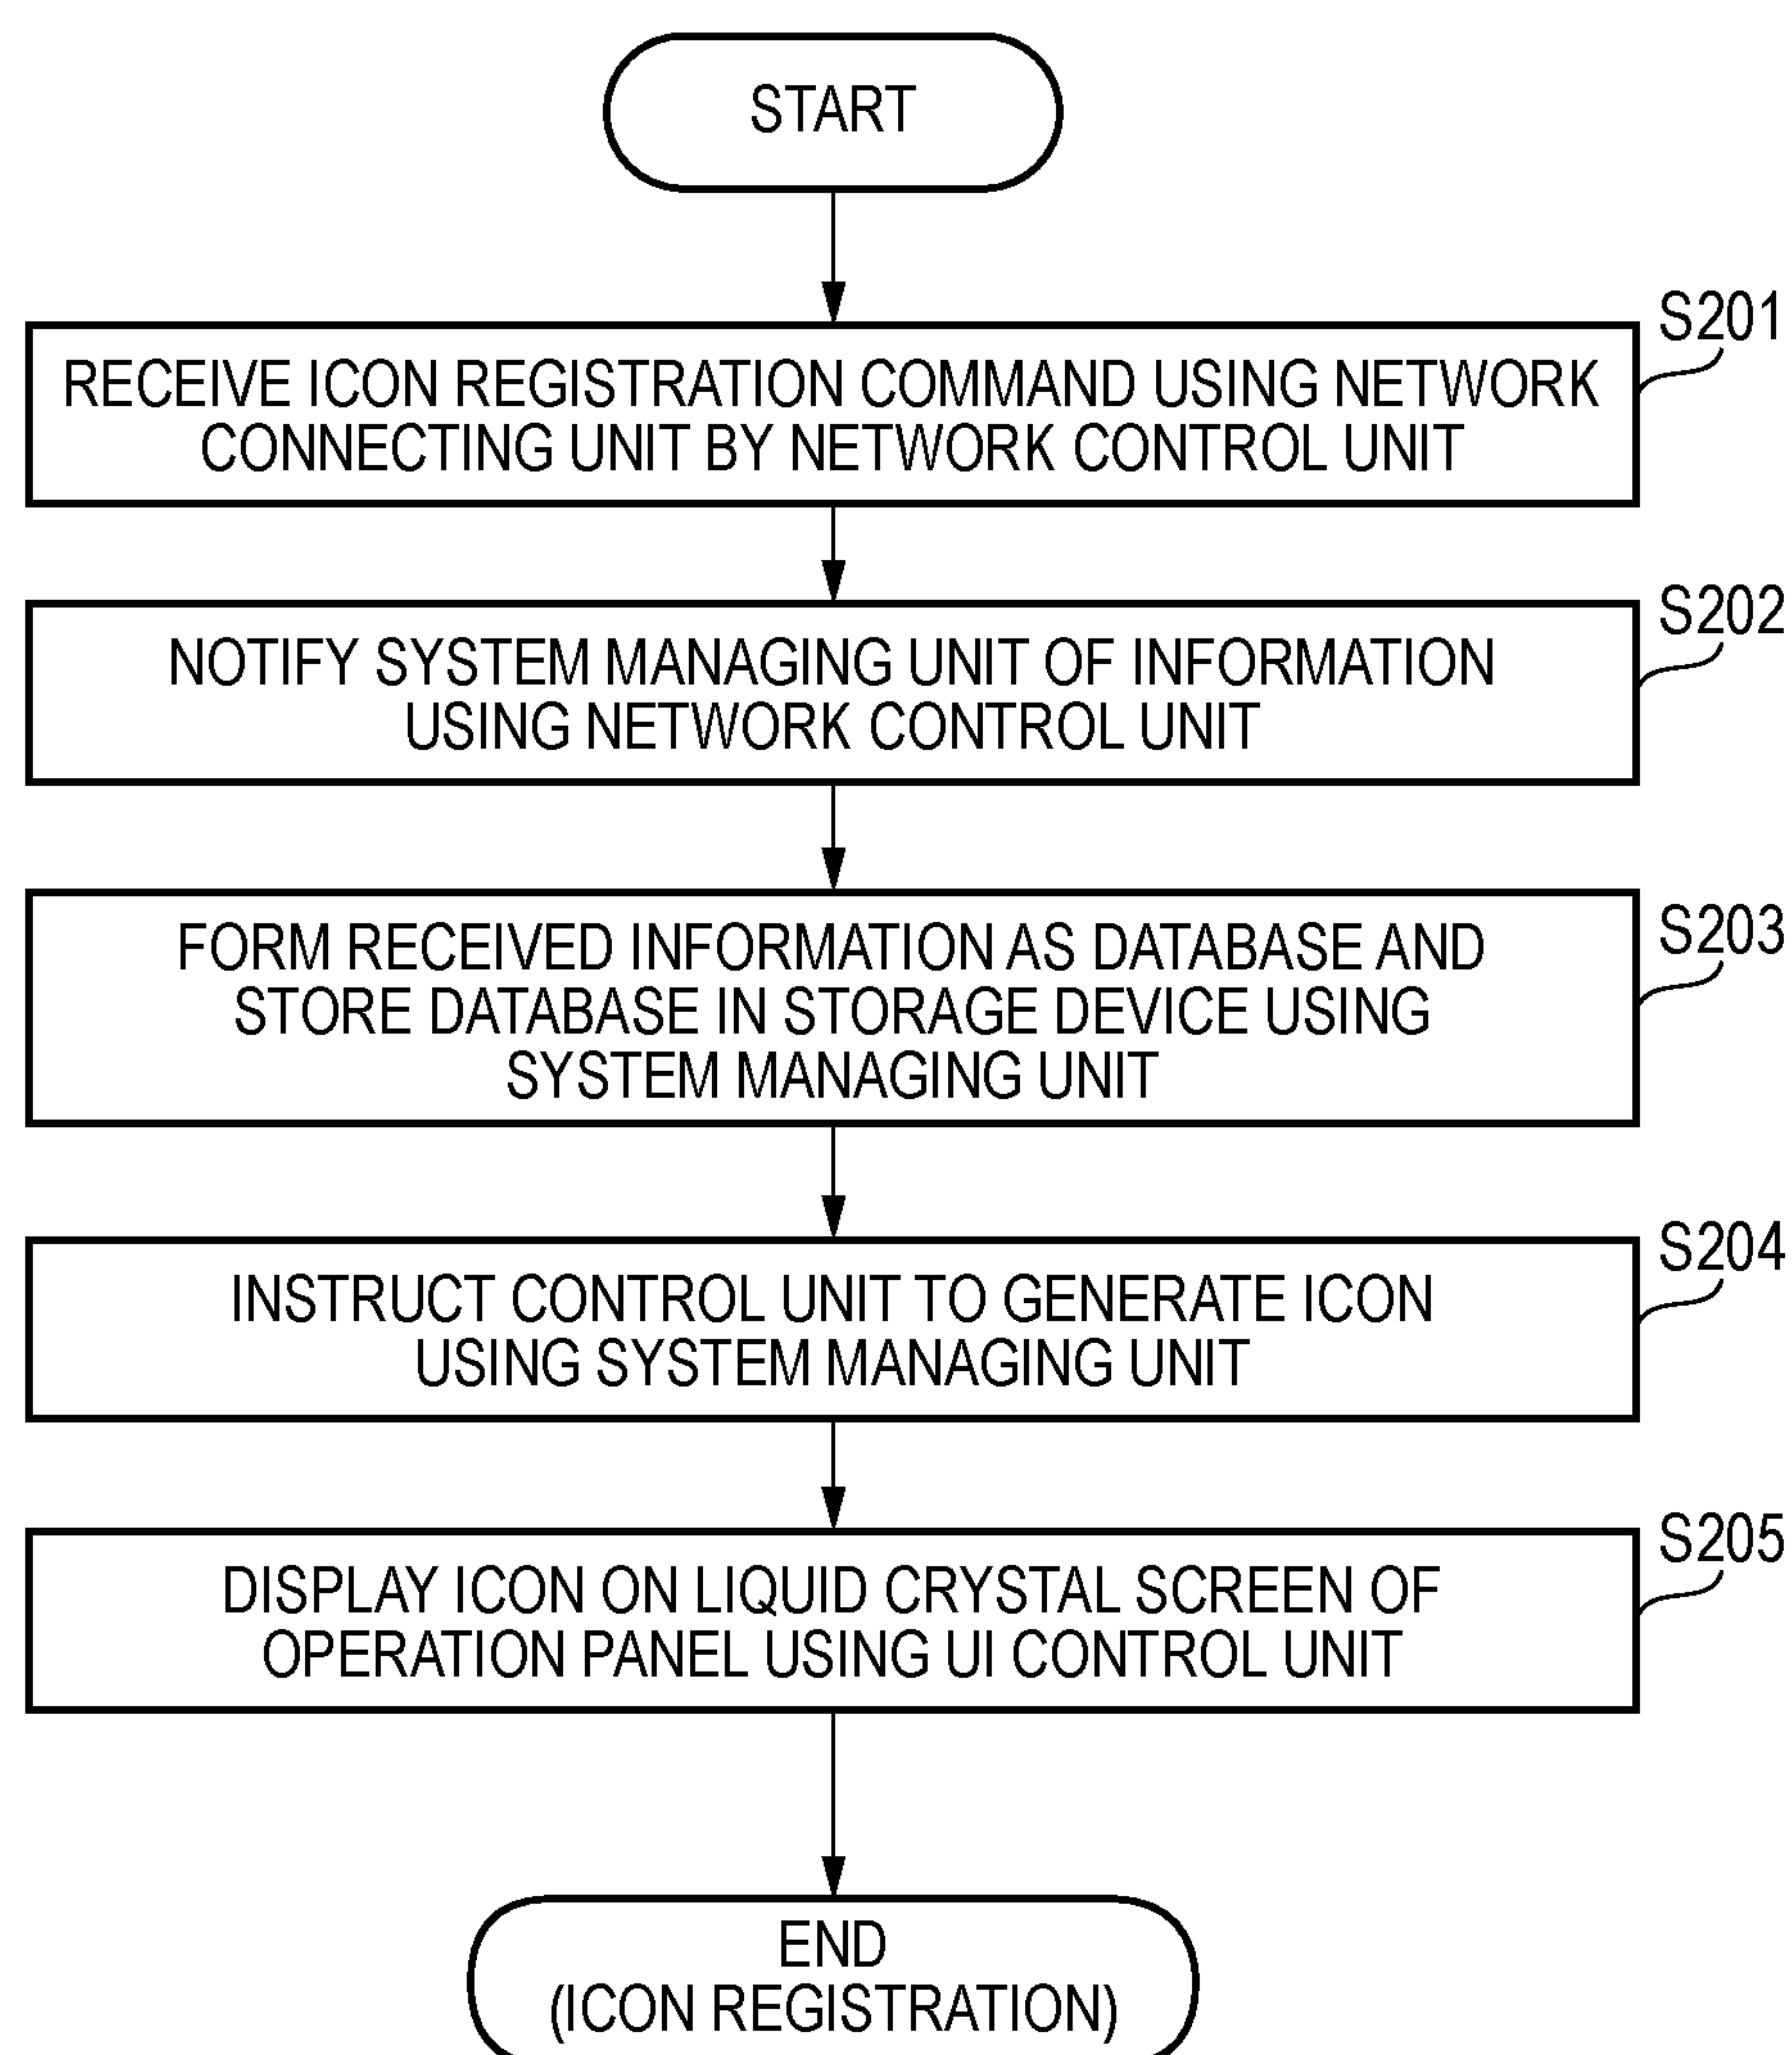 START
S201
RECEIVE ICON REGISTRATION COMMAND USING NETWORK
CONNECTING UNIT BY NETWORK CONTROL UNIT
S202
NOTIFY SYSTEM MANAGING UNIT OF INFORMATION
USING NETWORK CONTROL UNIT
S203
FORM RECEIVED INFORMATION AS DATABASE AND
STORE DATABASE IN STORAGE DEVICE USING
SYSTEM MANAGING UNIT
S204
INSTRUCT CONTROL UNIT TO GENERATE ICON
USING SYSTEM MANAGING UNIT
S205
DISPLAY ICON ON LIQUID CRYSTAL SCREEN OF
OPERATION PANEL USING UI CONTROL UNIT
END
(ICON REGISTRATION)